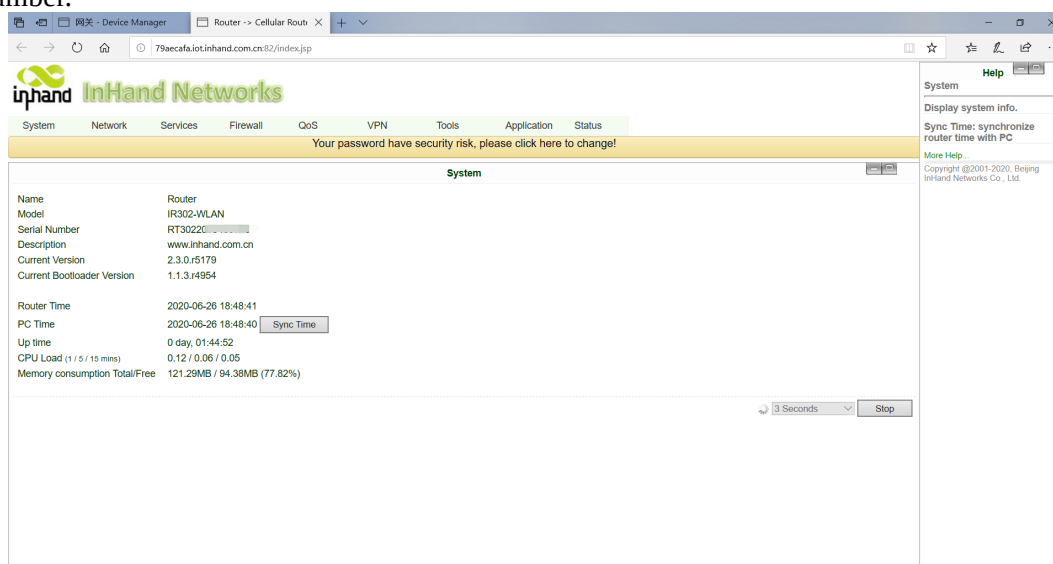 网关 - Device Manager
Router -> Cellular Route
79aecafa.iot.inhand.com.cn:82/index.jsp
inhand InHand Networks
System Network Services Firewall QoS VPN Tools Application Status
Your password have security risk, please click here to change!
System
Name Router
Model IR302-WLAN
Serial Number RT30220
Description www.inhand.com.cn
Current Version 2.3.0.r5179
Current Bootloader Version 1.1.3.r4954
Router Time 2020-06-26 18:48:41
PC Time 2020-06-26 18:48:40 Sync Time
Up time 0 day, 01:44:52
CPU Load (1 / 5 / 15 mins) 0.12 / 0.06 / 0.05
Memory consumption Total/Free 121.29MB / 94.38MB (77.82%)
3 Seconds Stop
Help
System
Display system info.
Sync Time: synchronize
router time with PC
More Help...
Copyright @2001-2020, Beijing
InHand Networks Co., Ltd.